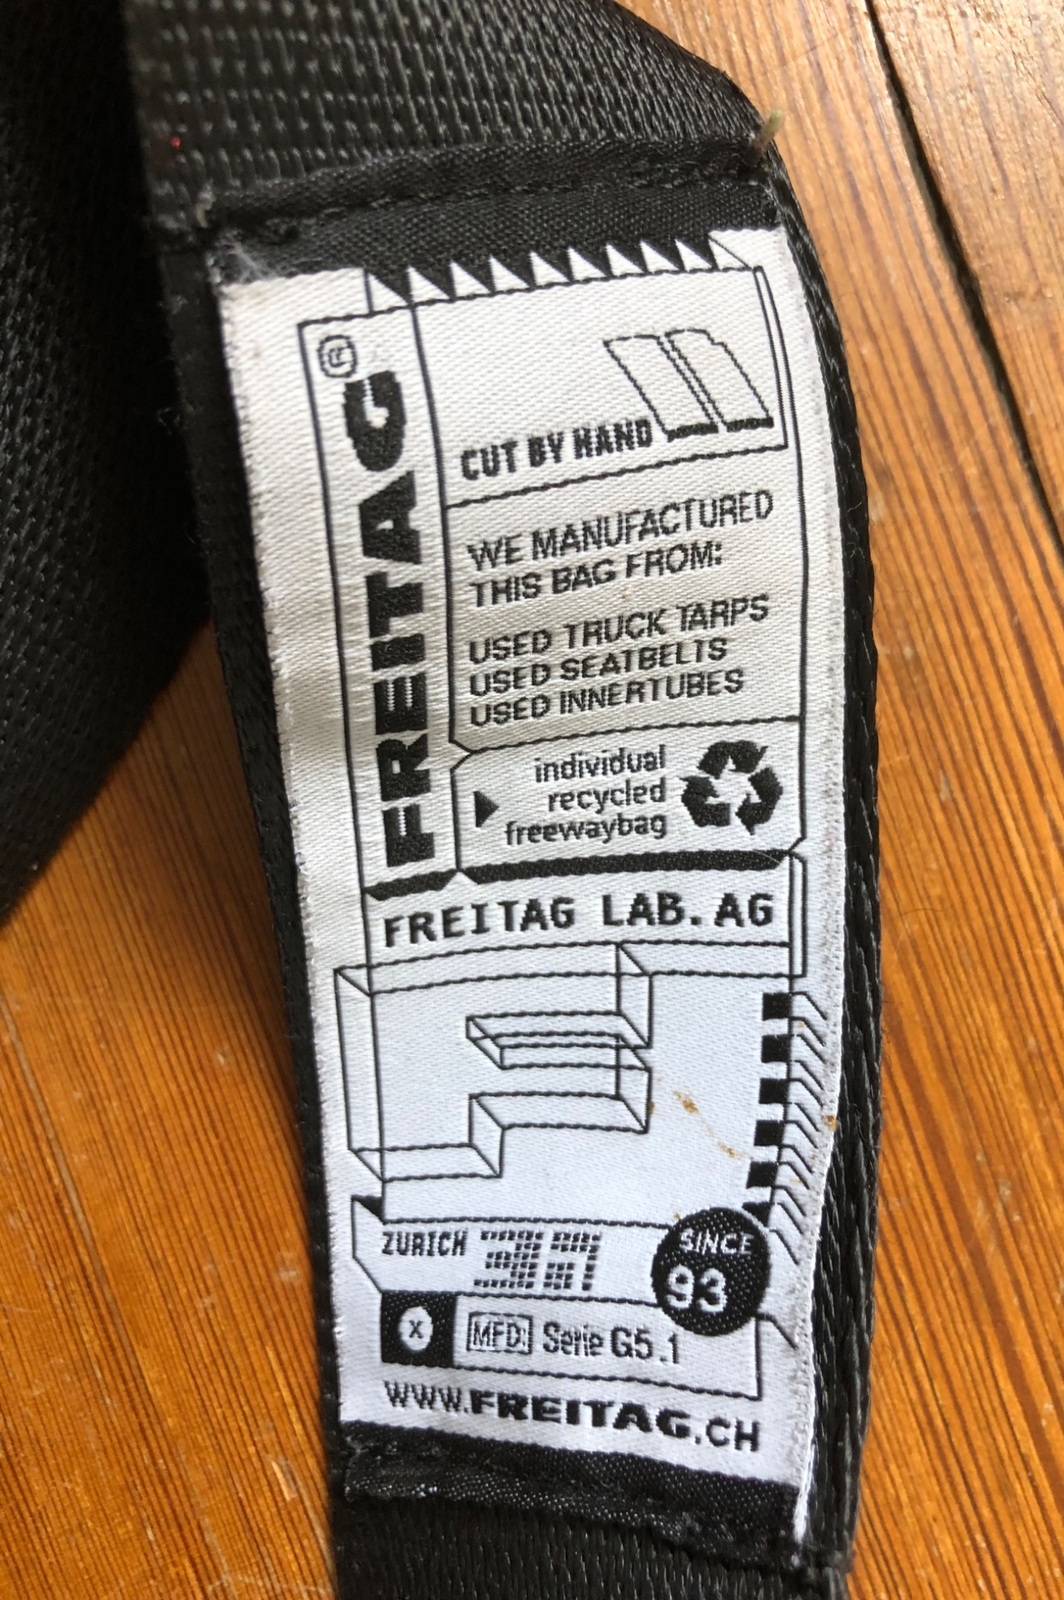 FREITAG®
CUT BY HAND
WE MANUFACTURED
THIS BAG FROM:
USED TRUCK TARPS
USED SEATBELTS
USED INNERTUBES
individual
recycled
freewaybag
FREITAG LAB. AG
ZURICH
SINCE
93
X
MFD: Serie G5.1
www.FREITAG.CH